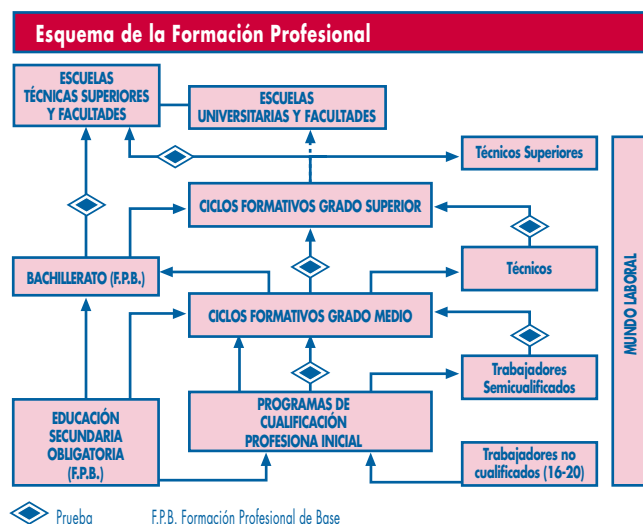 Esquema de la Formación Profesional
ESCUELAS
TÉCNICAS SUPERIORES
Y FACULTADES
ESCUELAS
UNIVERSITARIAS Y FACULTADES
Técnicos Superiores
CICLOS FORMATIVOS GRADO SUPERIOR
BACHILLERATO (F.P.B.)
Técnicos
CICLOS FORMATIVOS GRADO MEDIO
MUNDO LABORAL
Trabajadores
Semicualificados
EDUCACIÓN
SECUNDARIA
OBLIGATORIA
(F.P.B.)
PROGRAMAS DE
CUALIFICACIÓN
PROFESIONA INICIAL
Trabajadores no
cualificados (16-20)
Prueba
F.P.B. Formación Profesional de Base